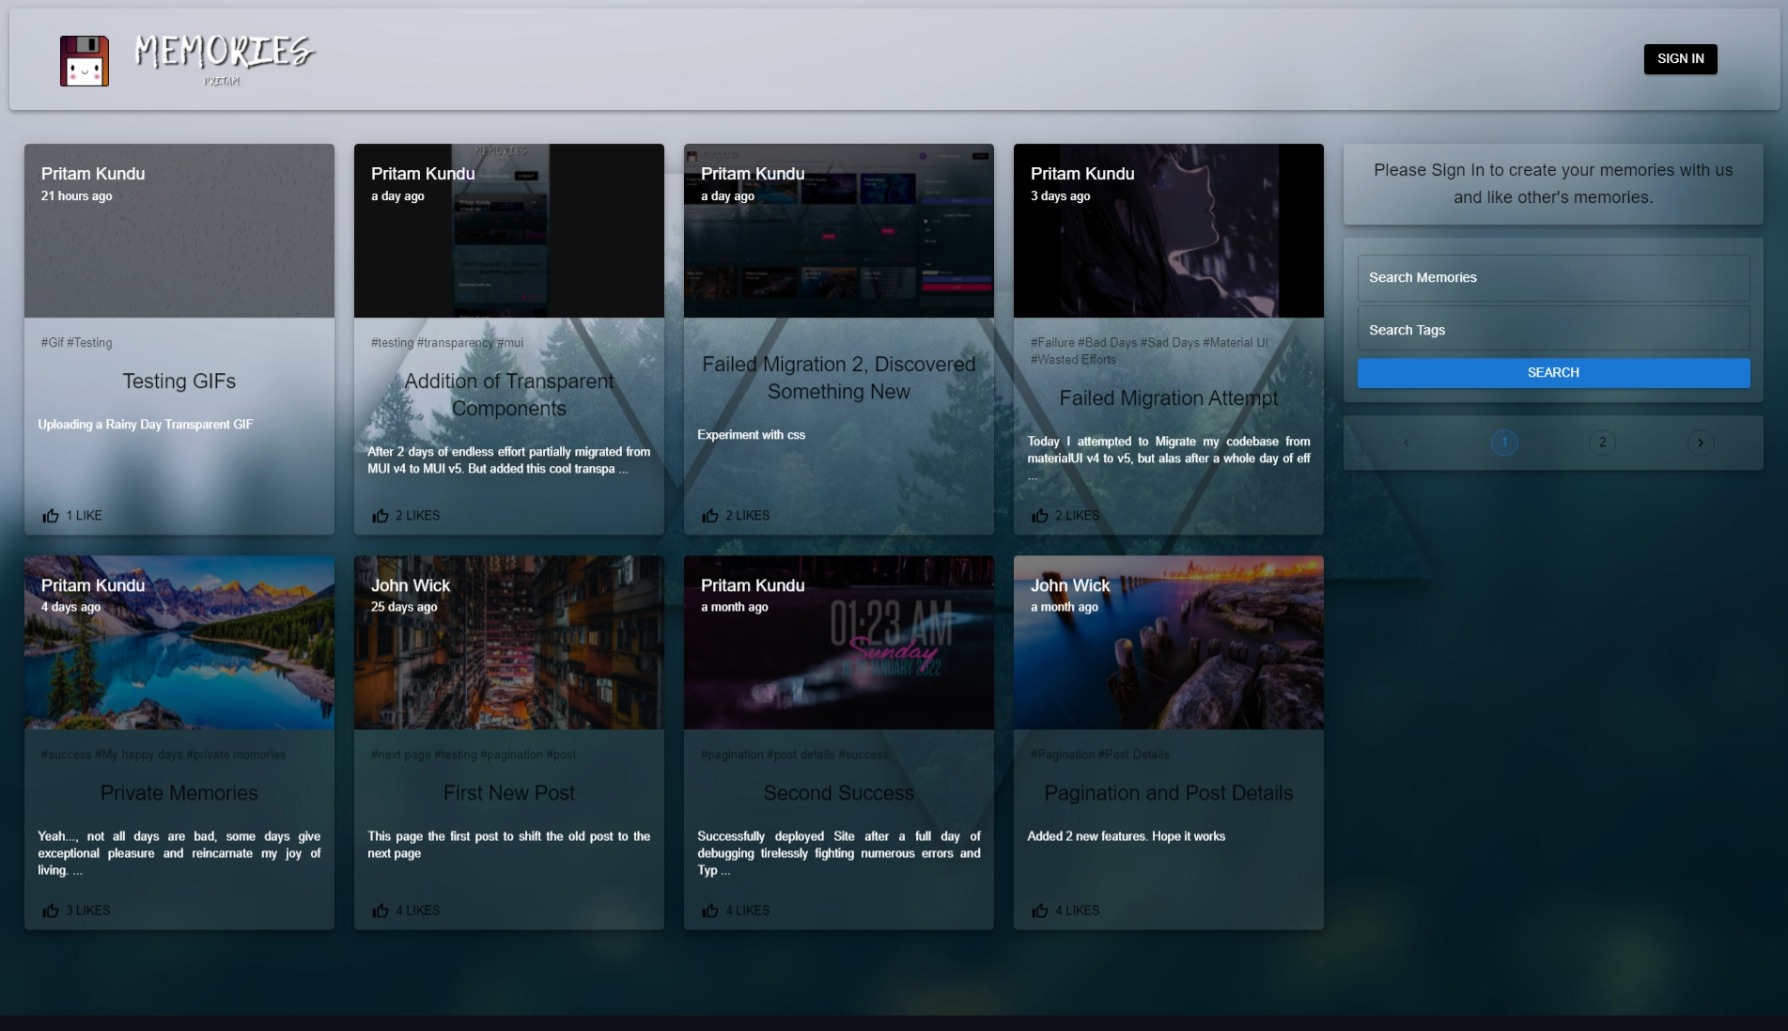 MEMORIES
PRITAM
SIGN IN
Pritam Kundu
21 hours ago
#Gif #Testing
Testing GIFs
Uploading a Rainy Day Transparent GIF
1 LIKE
MEMORIES
Pritam Kundu
a day ago
#testing #transparency #mui
Addition of Transparent
Components
After 2 days of endless effort partially migrated from
MUI v4 to MUI v5. But added this cool transpa ...
2 LIKES
Pritam Kundu
a day ago
Failed Migration 2, Discovered
Something New
Experiment with css
2 LIKES
Pritam Kundu
3 days ago
#Failure #Bad Days #Sad Days #Material UI
#Wasted Efforts
Failed Migration Attempt
Today I attempted to Migrate my codebase from
materialUI v4 to v5, but alas after a whole day of eff
...
2 LIKES
Please Sign In to create your memories with us
and like other's memories.
Search Memories
Search Tags
SEARCH
1
2
Pritam Kundu
4 days ago
#success #My happy days #private momories
Private Memories
Yeah..., not all days are bad, some days give
exceptional pleasure and reincarnate my joy of
living. ...
3 LIKES
John Wick
25 days ago
#next page #testing #pagination #post
First New Post
This page the first post to shift the old post to the
next page
4 LIKES
Pritam Kundu
a month ago
01:23 AM
Sunday
JANUARY 2022
#pagination #post details #success
Second Success
Successfully deployed Site after a full day of
debugging tirelessly fighting numerous errors and
Typ ...
4 LIKES
John Wick
a month ago
#Pagination #Post Details
Pagination and Post Details
Added 2 new features. Hope it works
4 LIKES